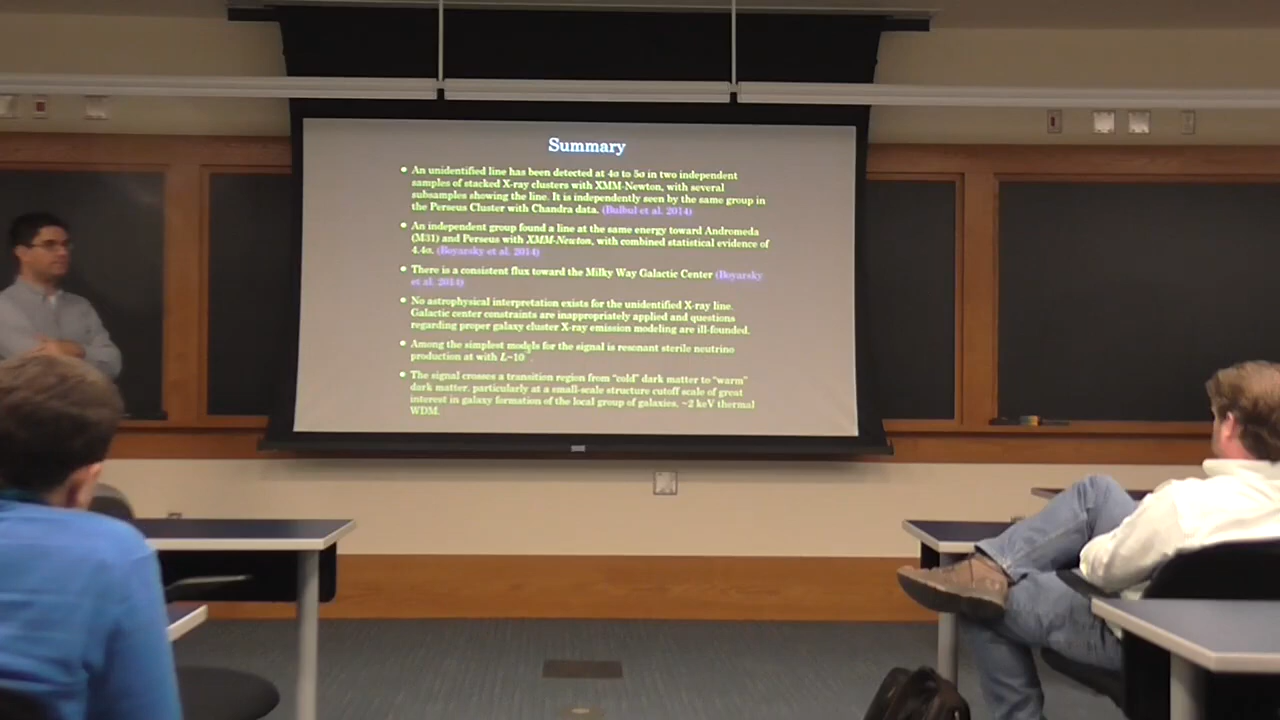 Summary
• An unidentified line has been detected at 4σ to 5σ in two independent
samples of stacked X-ray clusters with XMM-Newton, with several
subsamples showing the line. It is independently seen by the same group in
the Perseus Cluster with Chandra data. (Bulbul et al. 2014)
• An independent group found a line at the same energy toward Andromeda
(M31) and Perseus with XMM-Newton, with combined statistical evidence of
4.4σ. (Boyarsky et al. 2014)
• There is a consistent flux toward the Milky Way Galactic Center (Boyarsky
et al. 2014)
• No astrophysical interpretation exists for the unidentified X-ray line.
Galactic center constraints are inappropriately applied and questions
regarding proper galaxy cluster X-ray emission modeling are ill-founded.
• Among the simplest models for the signal is resonant sterile neutrino
production at with L~10
• The signal crosses a transition region from “cold” dark matter to “warm”
dark matter, particularly at a small-scale structure cutoff scale of great
interest in galaxy formation of the local group of galaxies, ~2 keV thermal
WDM.